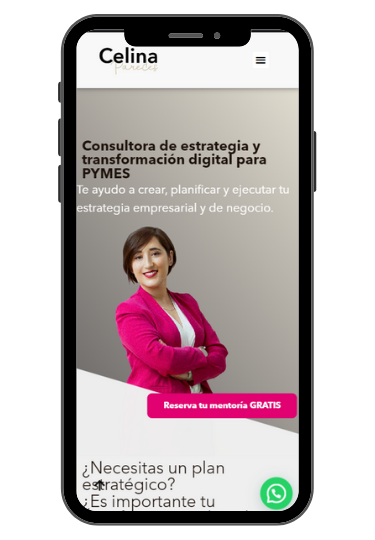 Celina
Paredes
Consultora de estrategia y
transformación digital para
PYMES
Te ayudo a crear, planificar y ejecutar tu
estrategia empresarial y de negocio.
Reserva tu mentoría GRATIS
¿Necesitas un plan
estratégico?
¿Es importante tu